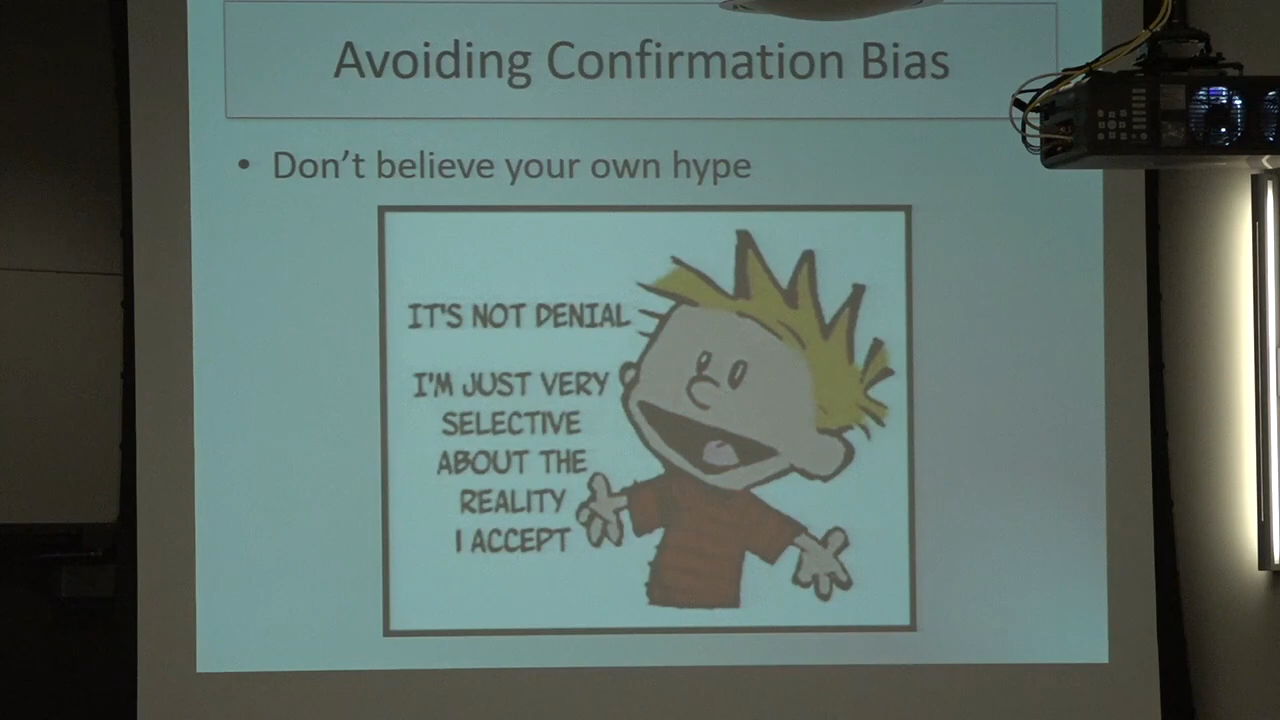 Avoiding Confirmation Bias
• Don't believe your own hype
IT'S NOT DENIAL
I'M JUST VERY
SELECTIVE
ABOUT THE
REALITY
I ACCEPT